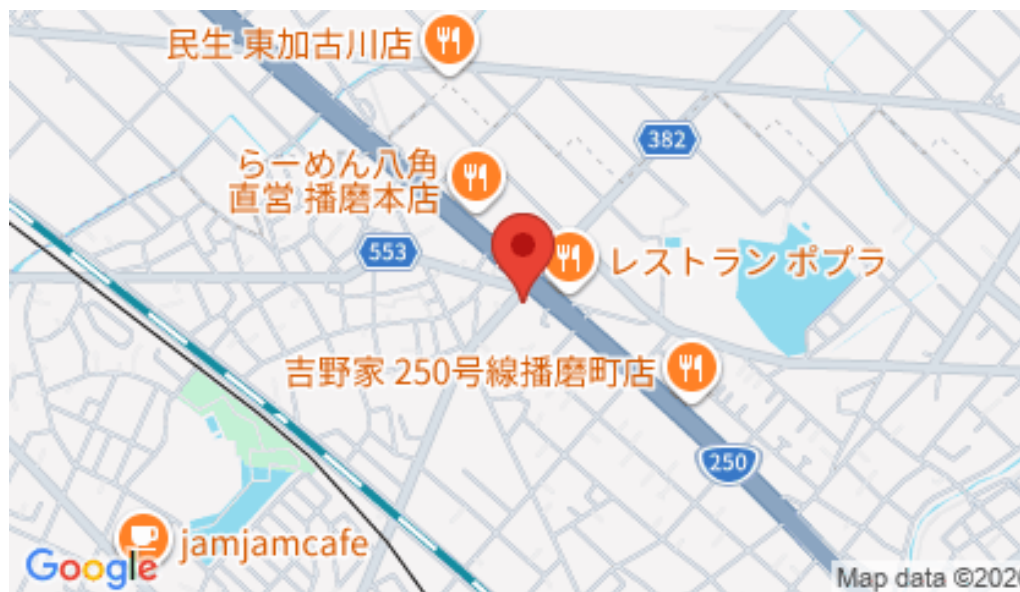 民生 東加古川店
382
らーめん八角
直営 播磨本店
553
レストラン ポプラ
吉野家 250号線播磨町店
250
jamjamcafe
Google
Map data ©2020